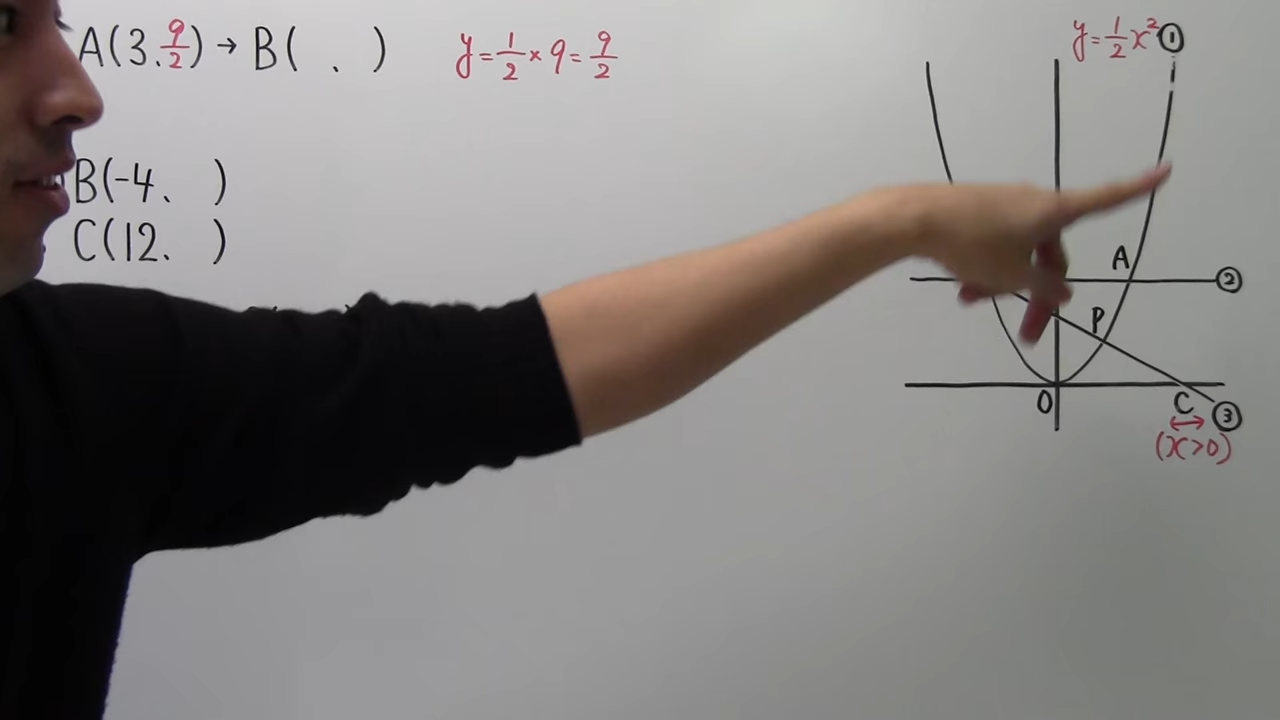 A(3. 9/2) → B( . )
y = 1/2 × 9 = 9/2
B(-4、 )
C(12. )
y = 1/2 x² ①
A
②
P
O
C
③
(x>0)